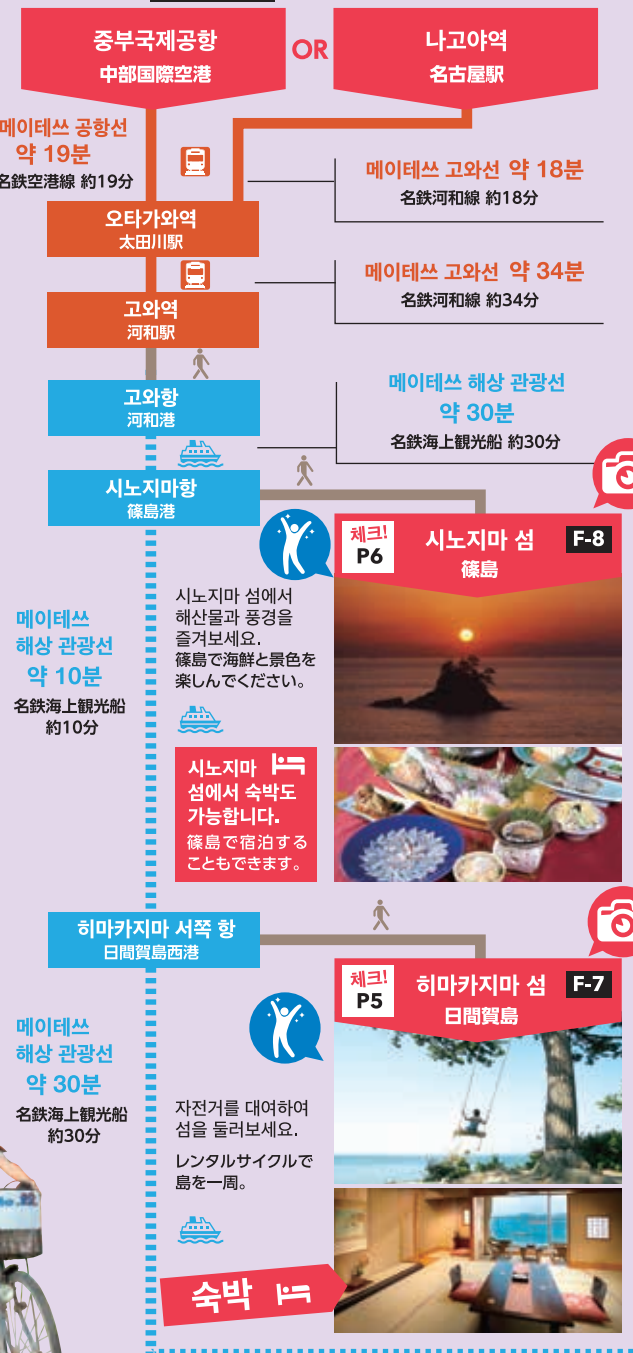 중부국제공항
中部国際空港
OR
나고야역
名古屋駅
메이테쓰 공항선
약 19분
名鉄空港線 約19分
메이테쓰 고와선 약 18분
名鉄河和線 約18分
오타가와역
太田川駅
메이테쓰 고와선 약 34분
名鉄河和線 約34分
고와역
河和駅
고와항
河和港
메이테쓰 해상 관광선
약 30분
名鉄海上観光船 約30分
시노지마항
篠島港
체크!
P6
시노지마 섬
篠島
F-8
시노지마 섬에서
해산물과 풍경을
즐겨보세요.
篠島で海鮮と景色を
楽しんでください。
메이테쓰
해상 관광선
약 10분
名鉄海上観光船
約10分
시노지마
섬에서 숙박도
가능합니다.
篠島で宿泊する
こともできます。
히마카지마 서쪽 항
日間賀島西港
체크!
P5
히마카지마 섬
日間賀島
F-7
메이테쓰
해상 관광선
약 30분
名鉄海上観光船
約30分
자전거를 대여하여
섬을 둘러보세요.
レンタルサイクルで
島を一周。
숙박